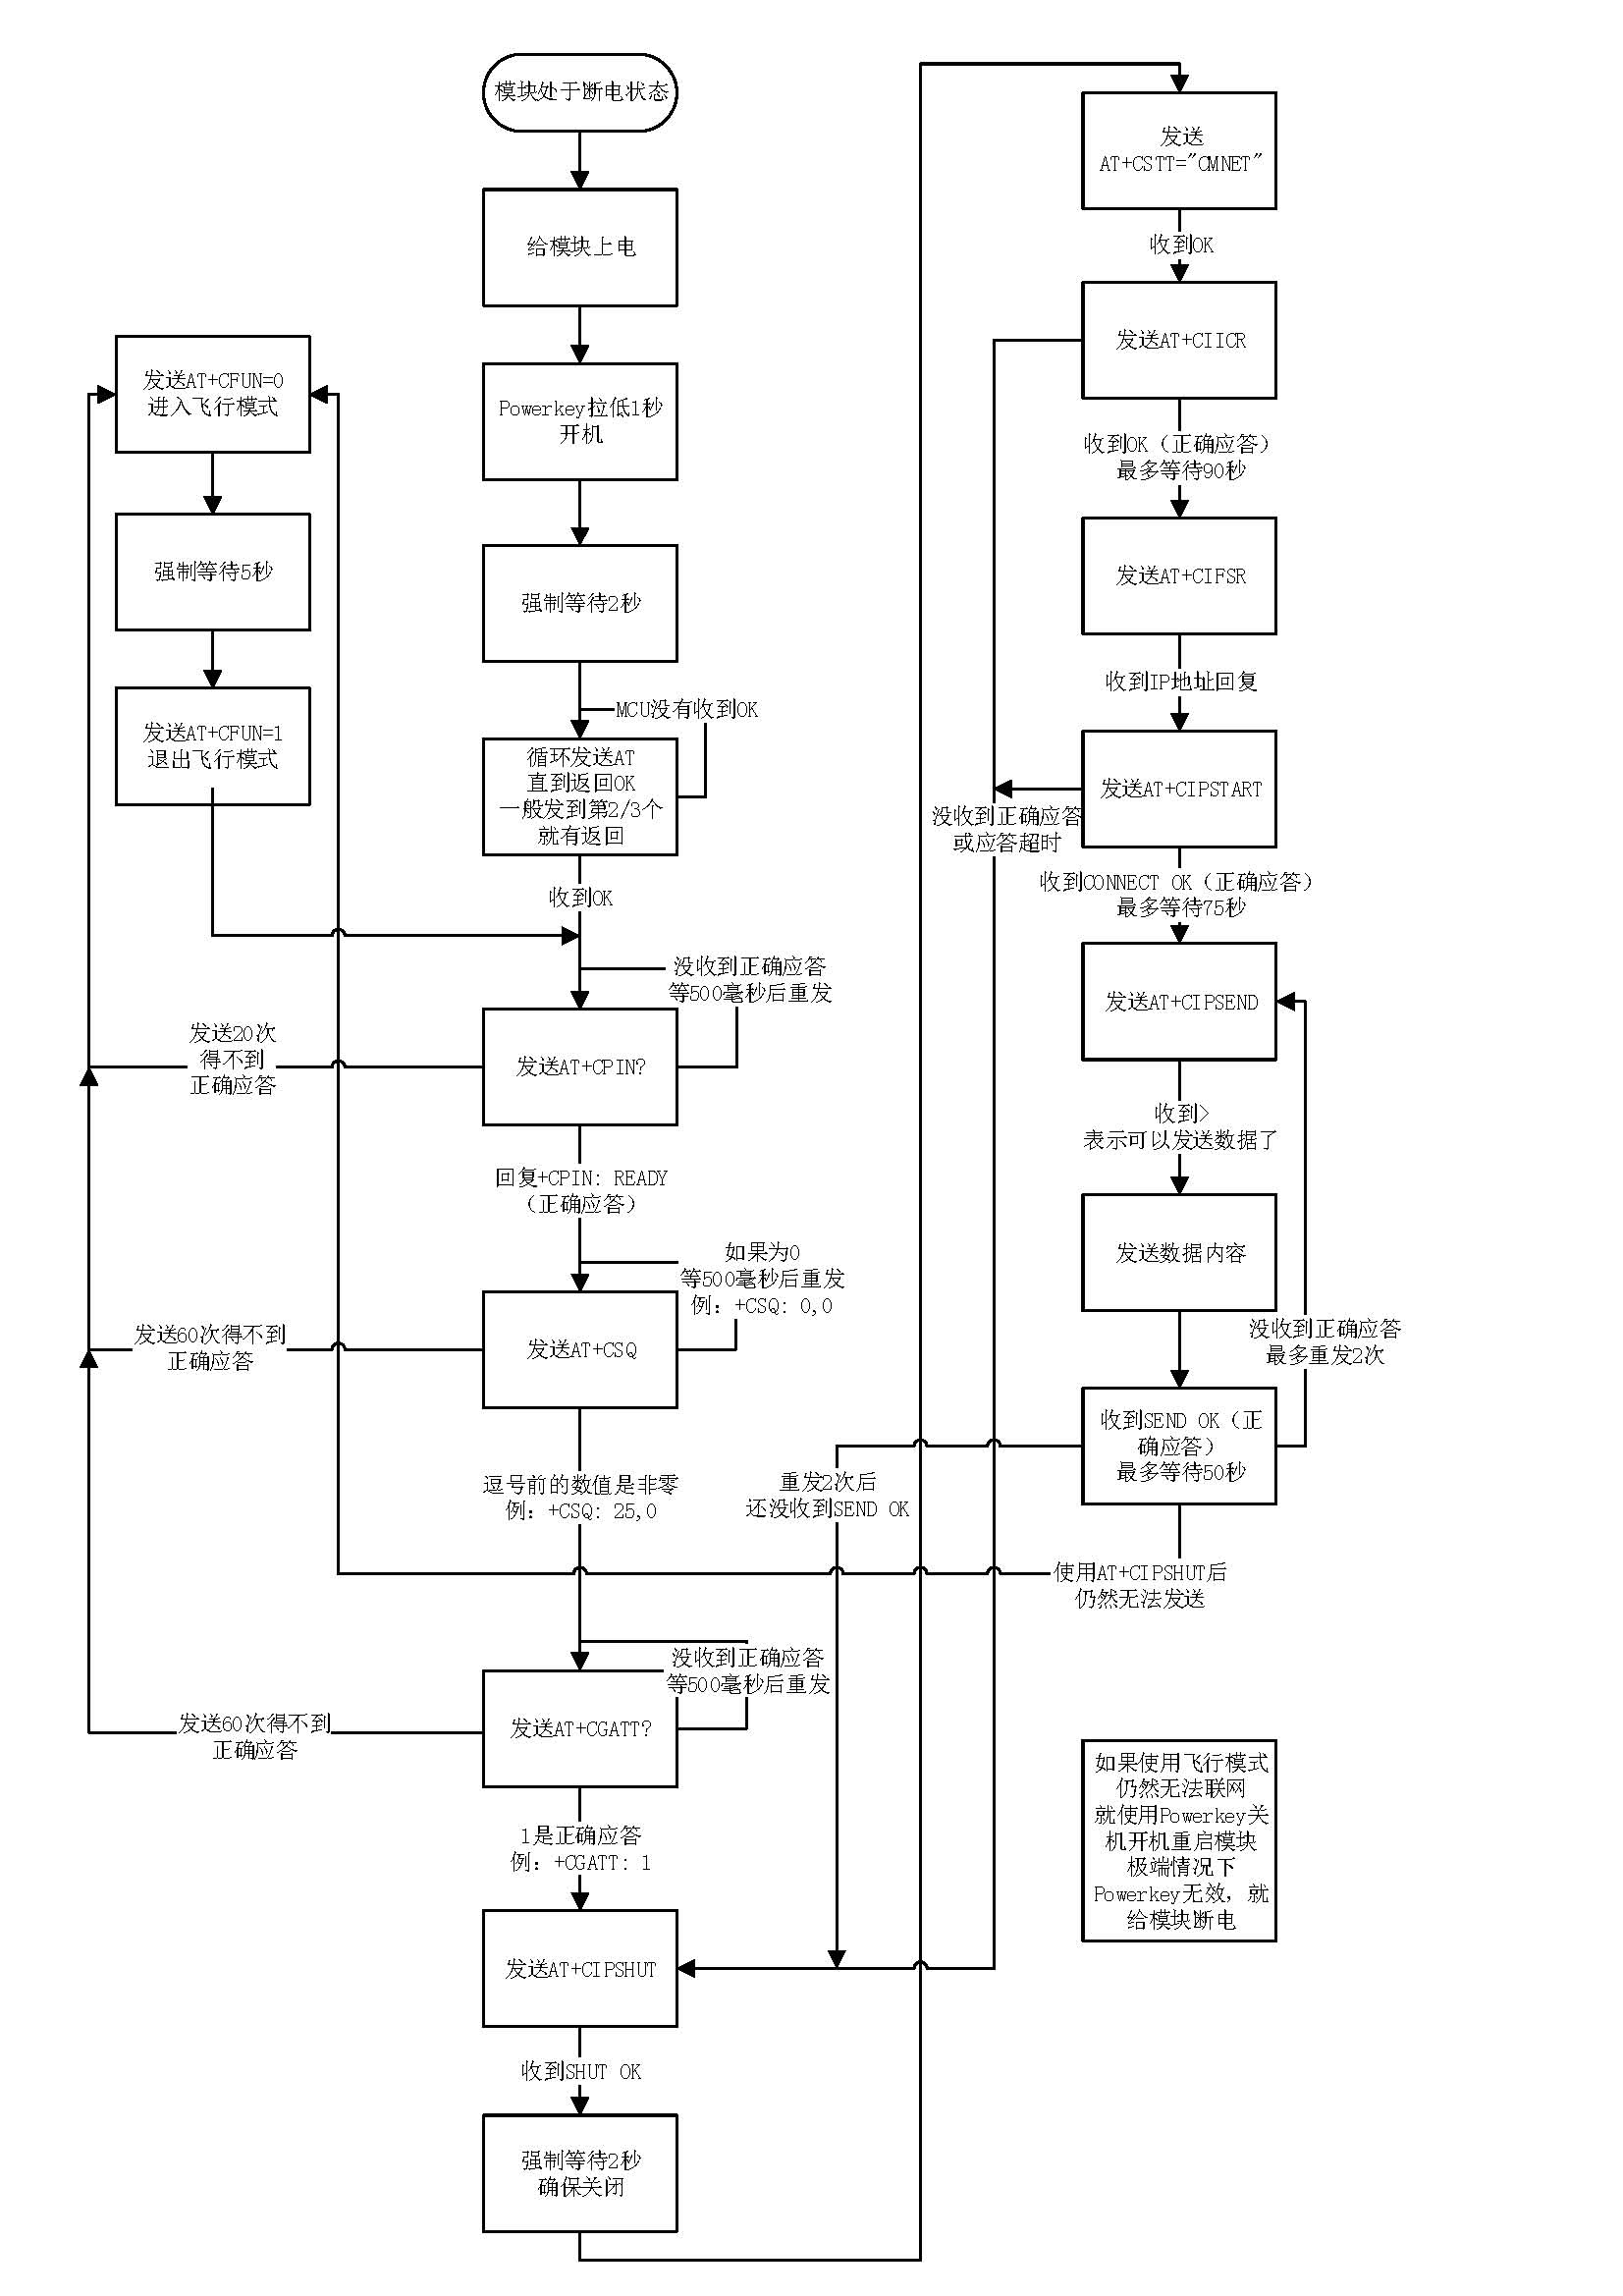 模块处于断电状态
给模块上电
Powerkey拉低1秒
开机
强制等待2秒
MCU没有收到OK
循环发送AT
直到返回OK
一般发到第2/3个
就有返回
收到OK
发送AT+CFUN=0
进入飞行模式
强制等待5秒
发送AT+CFUN=1
退出飞行模式
没收到正确应答
等500毫秒后重发
发送AT+CPIN?
发送20次
得不到
正确应答
回复+CPIN: READY
（正确应答）
如果为0
等500毫秒后重发
例：+CSQ: 0,0
发送AT+CSQ
发送60次得不到
正确应答
逗号前的数值是非零
例：+CSQ: 25,0
没收到正确应答
等500毫秒后重发
发送AT+CGATT?
发送60次得不到
正确应答
1是正确应答
例：+CGATT: 1
发送AT+CIPSHUT
收到SHUT OK
强制等待2秒
确保关闭
发送
AT+CSTT="CMNET"
收到OK
发送AT+CIICR
收到OK（正确应答）
最多等待90秒
发送AT+CIFSR
收到IP地址回复
发送AT+CIPSTART
没收到正确应答
或应答超时
收到CONNECT OK（正确应答）
最多等待75秒
发送AT+CIPSEND
收到>
表示可以发送数据了
发送数据内容
没收到正确应答
最多重发2次
收到SEND OK（正
确应答）
最多等待50秒
重发2次后
还没收到SEND OK
使用AT+CIPSHUT后
仍然无法发送
如果使用飞行模式
仍然无法联网
就使用Powerkey关
机开机重启模块
极端情况下
Powerkey无效，就
给模块断电